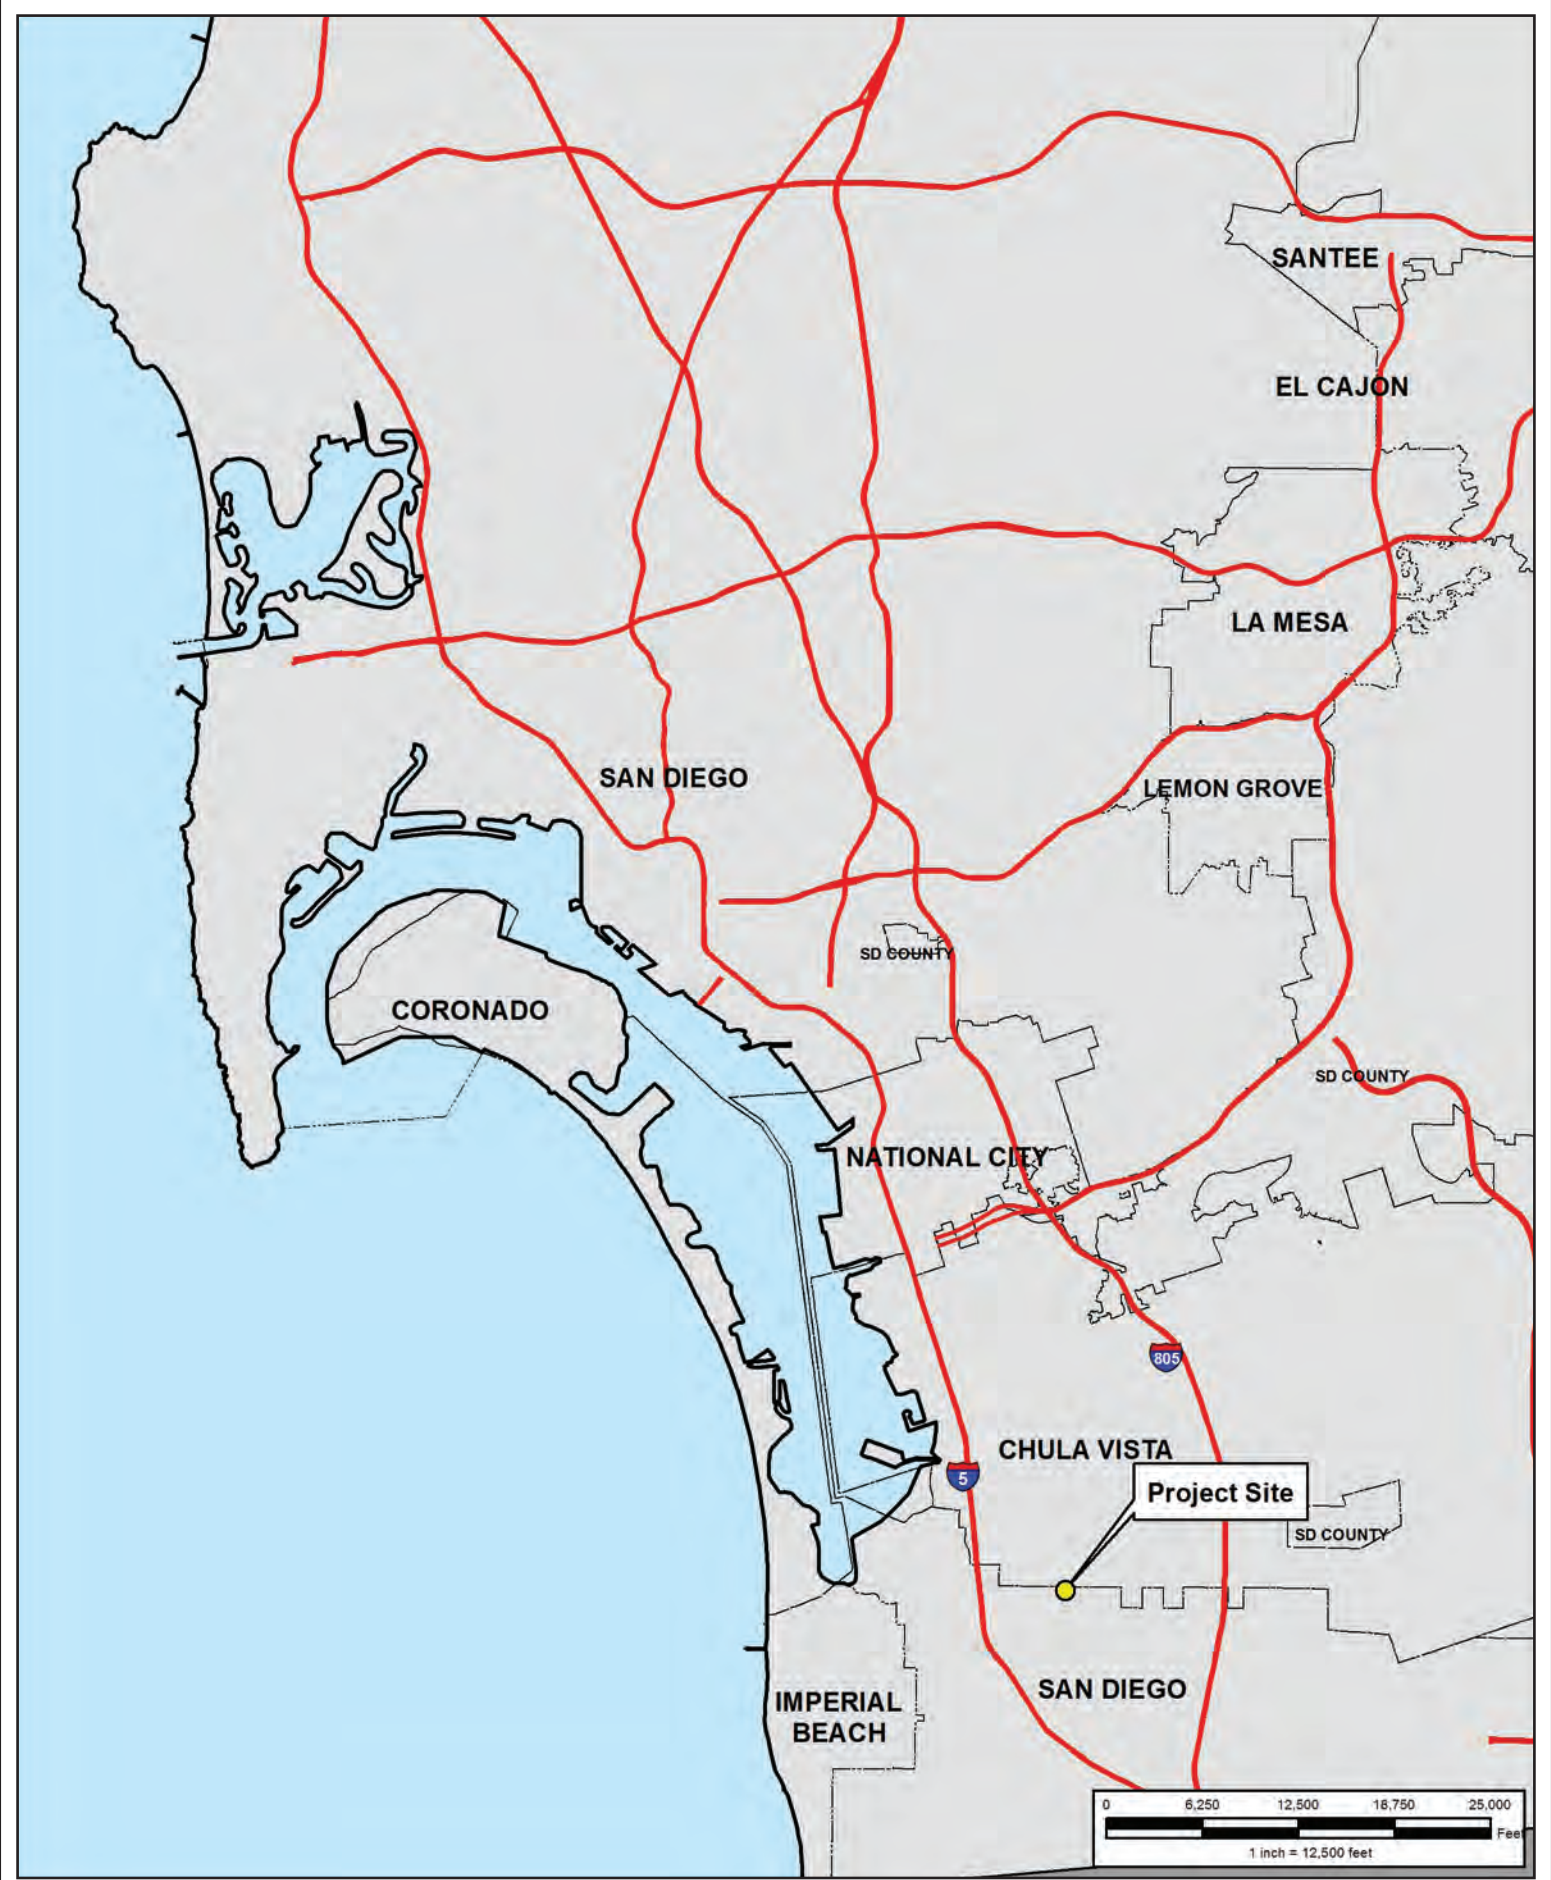 SANTEE
EL CAJON
LA MESA
SAN DIEGO
LEMON GROVE
SD COUNTY
CORONADO
SD COUNTY
NATIONAL CITY
805
CHULA VISTA
5
Project Site
SD COUNTY
SAN DIEGO
IMPERIAL
BEACH
0 6,250 12,500 18,750 25,000
Feet
1 inch = 12,500 feet